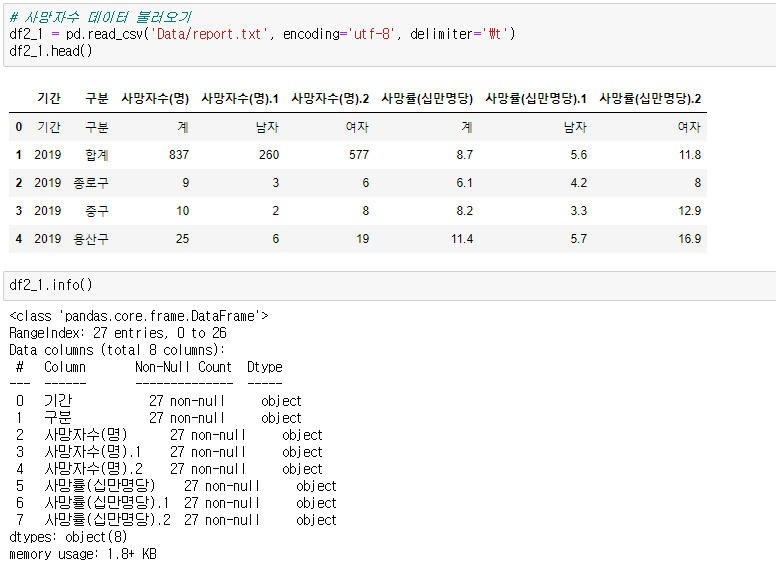 # 사망자수 데이터 불러오기
df2_1 = pd.read_csv('Data/report.txt', encoding='utf-8', delimiter='₩t')
df2_1.head()
기간 구분 사망자수(명) 사망자수(명).1 사망자수(명).2 사망률(십만명당) 사망률(십만명당).1 사망률(십만명당).2
0 기간 구분 계 남자 여자 계 남자 여자
1 2019 합계 837 260 577 8.7 5.6 11.8
2 2019 종로구 9 3 6 6.1 4.2 8
3 2019 중구 10 2 8 8.2 3.3 12.9
4 2019 용산구 25 6 19 11.4 5.7 16.9
df2_1.info()
<class 'pandas.core.frame.DataFrame'>
RangeIndex: 27 entries, 0 to 26
Data columns (total 8 columns):
# Column Non-Null Count Dtype
--- ------ -------------- -----
0 기간 27 non-null object
1 구분 27 non-null object
2 사망자수(명) 27 non-null object
3 사망자수(명).1 27 non-null object
4 사망자수(명).2 27 non-null object
5 사망률(십만명당) 27 non-null object
6 사망률(십만명당).1 27 non-null object
7 사망률(십만명당).2 27 non-null object
dtypes: object(8)
memory usage: 1.8+ KB